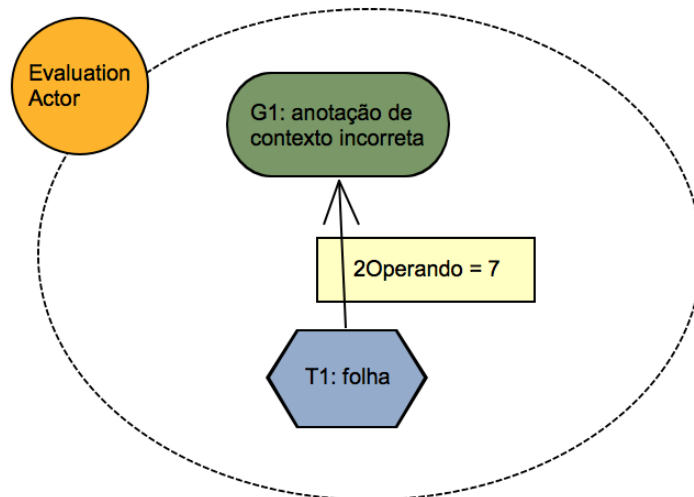 Evaluation
Actor
G1: anotação de
contexto incorreta
2Operando = 7
T1: folha